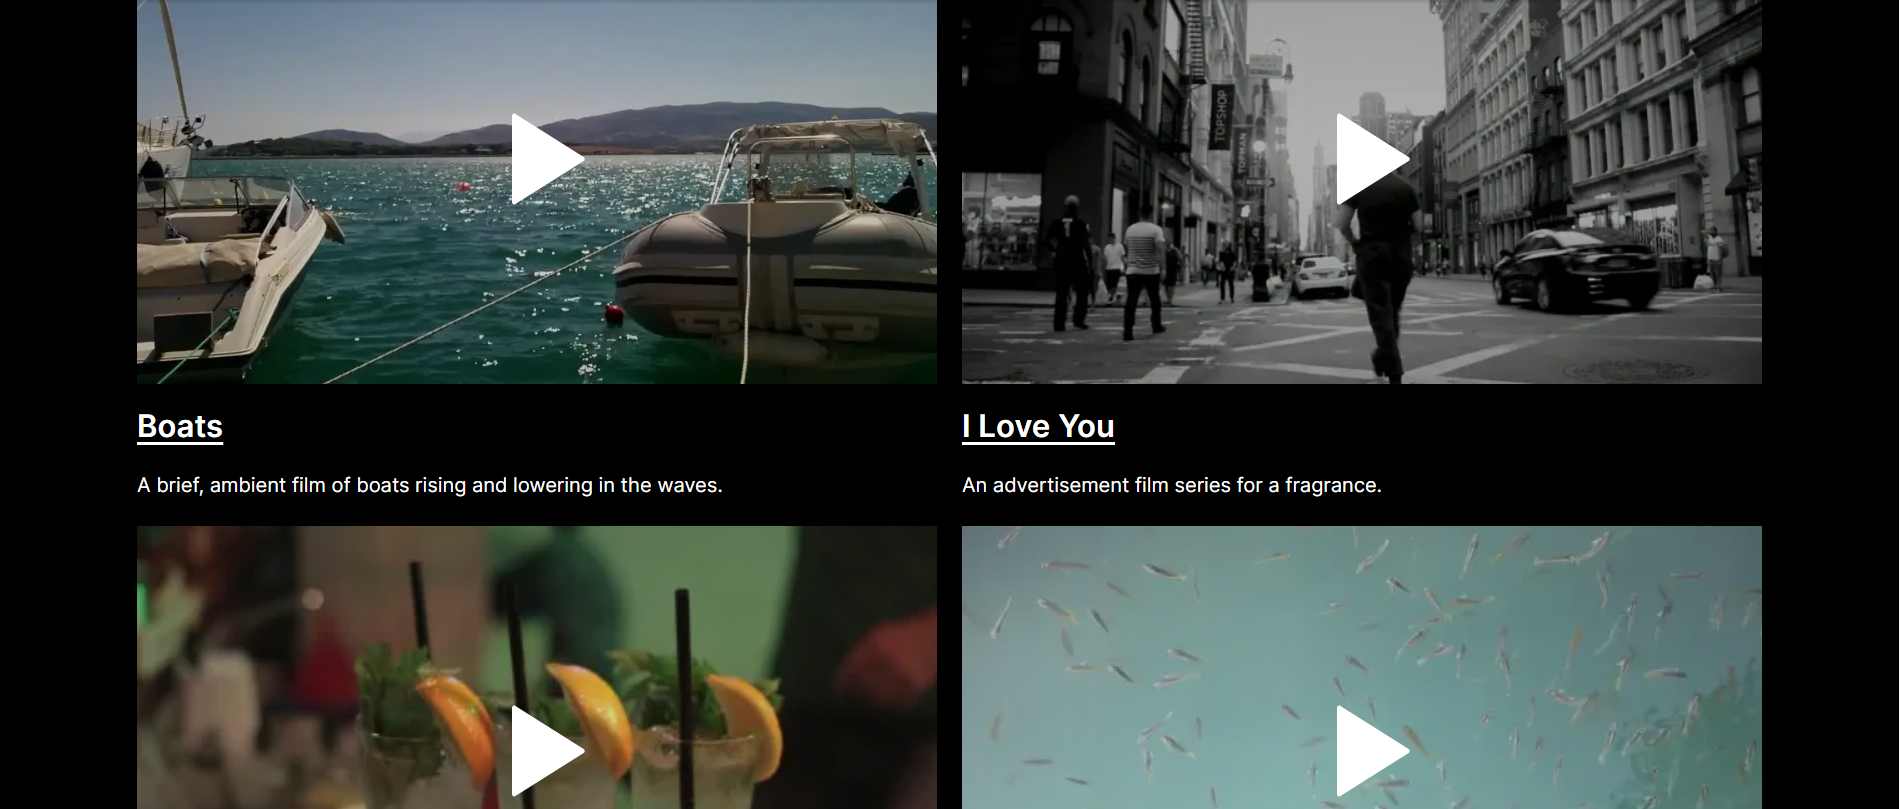 TOPSHOP
TOPMAN
Boats
I Love You
A brief, ambient film of boats rising and lowering in the waves.
An advertisement film series for a fragrance.